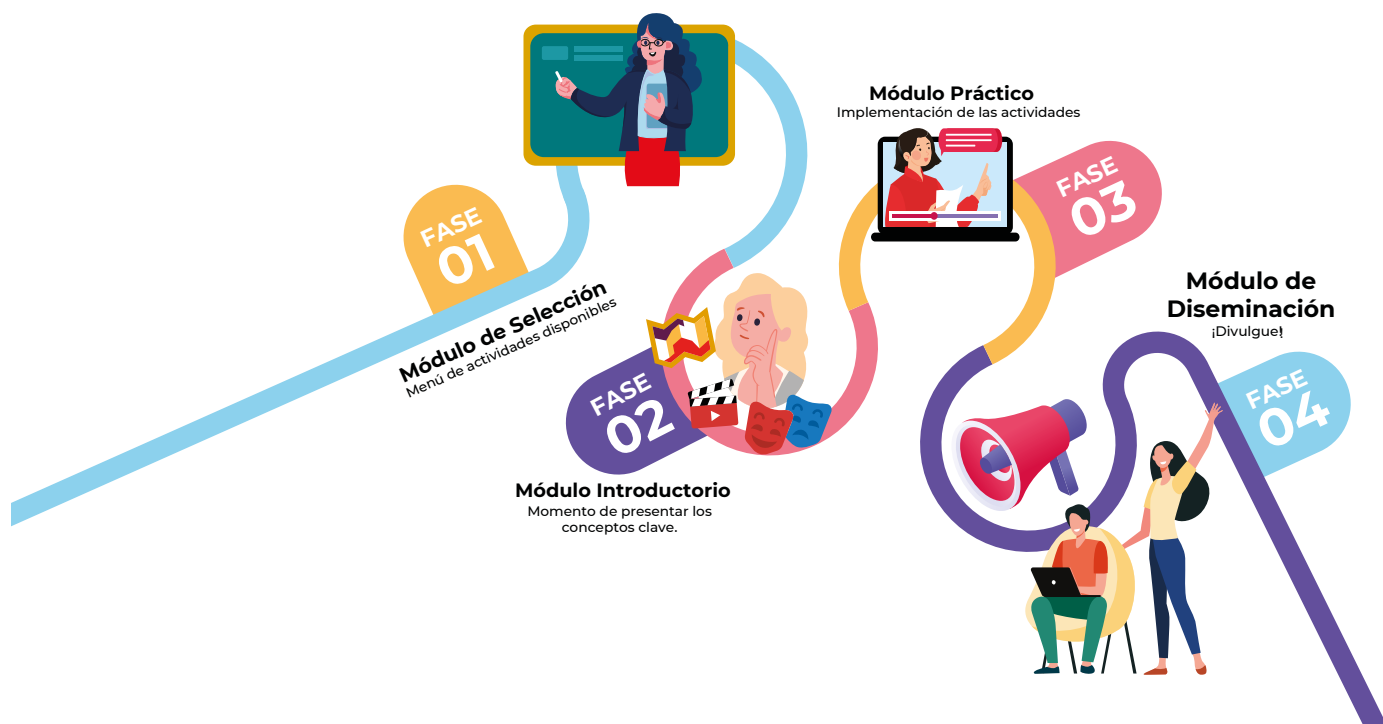 FASE
01
Módulo de Selección
Menú de actividades disponibles
FASE
02
Módulo Introductorio
Momento de presentar los
conceptos clave.
Módulo Práctico
Implementación de las actividades
FASE
03
Módulo de
Diseminación
¡Divulgue!
FASE
04